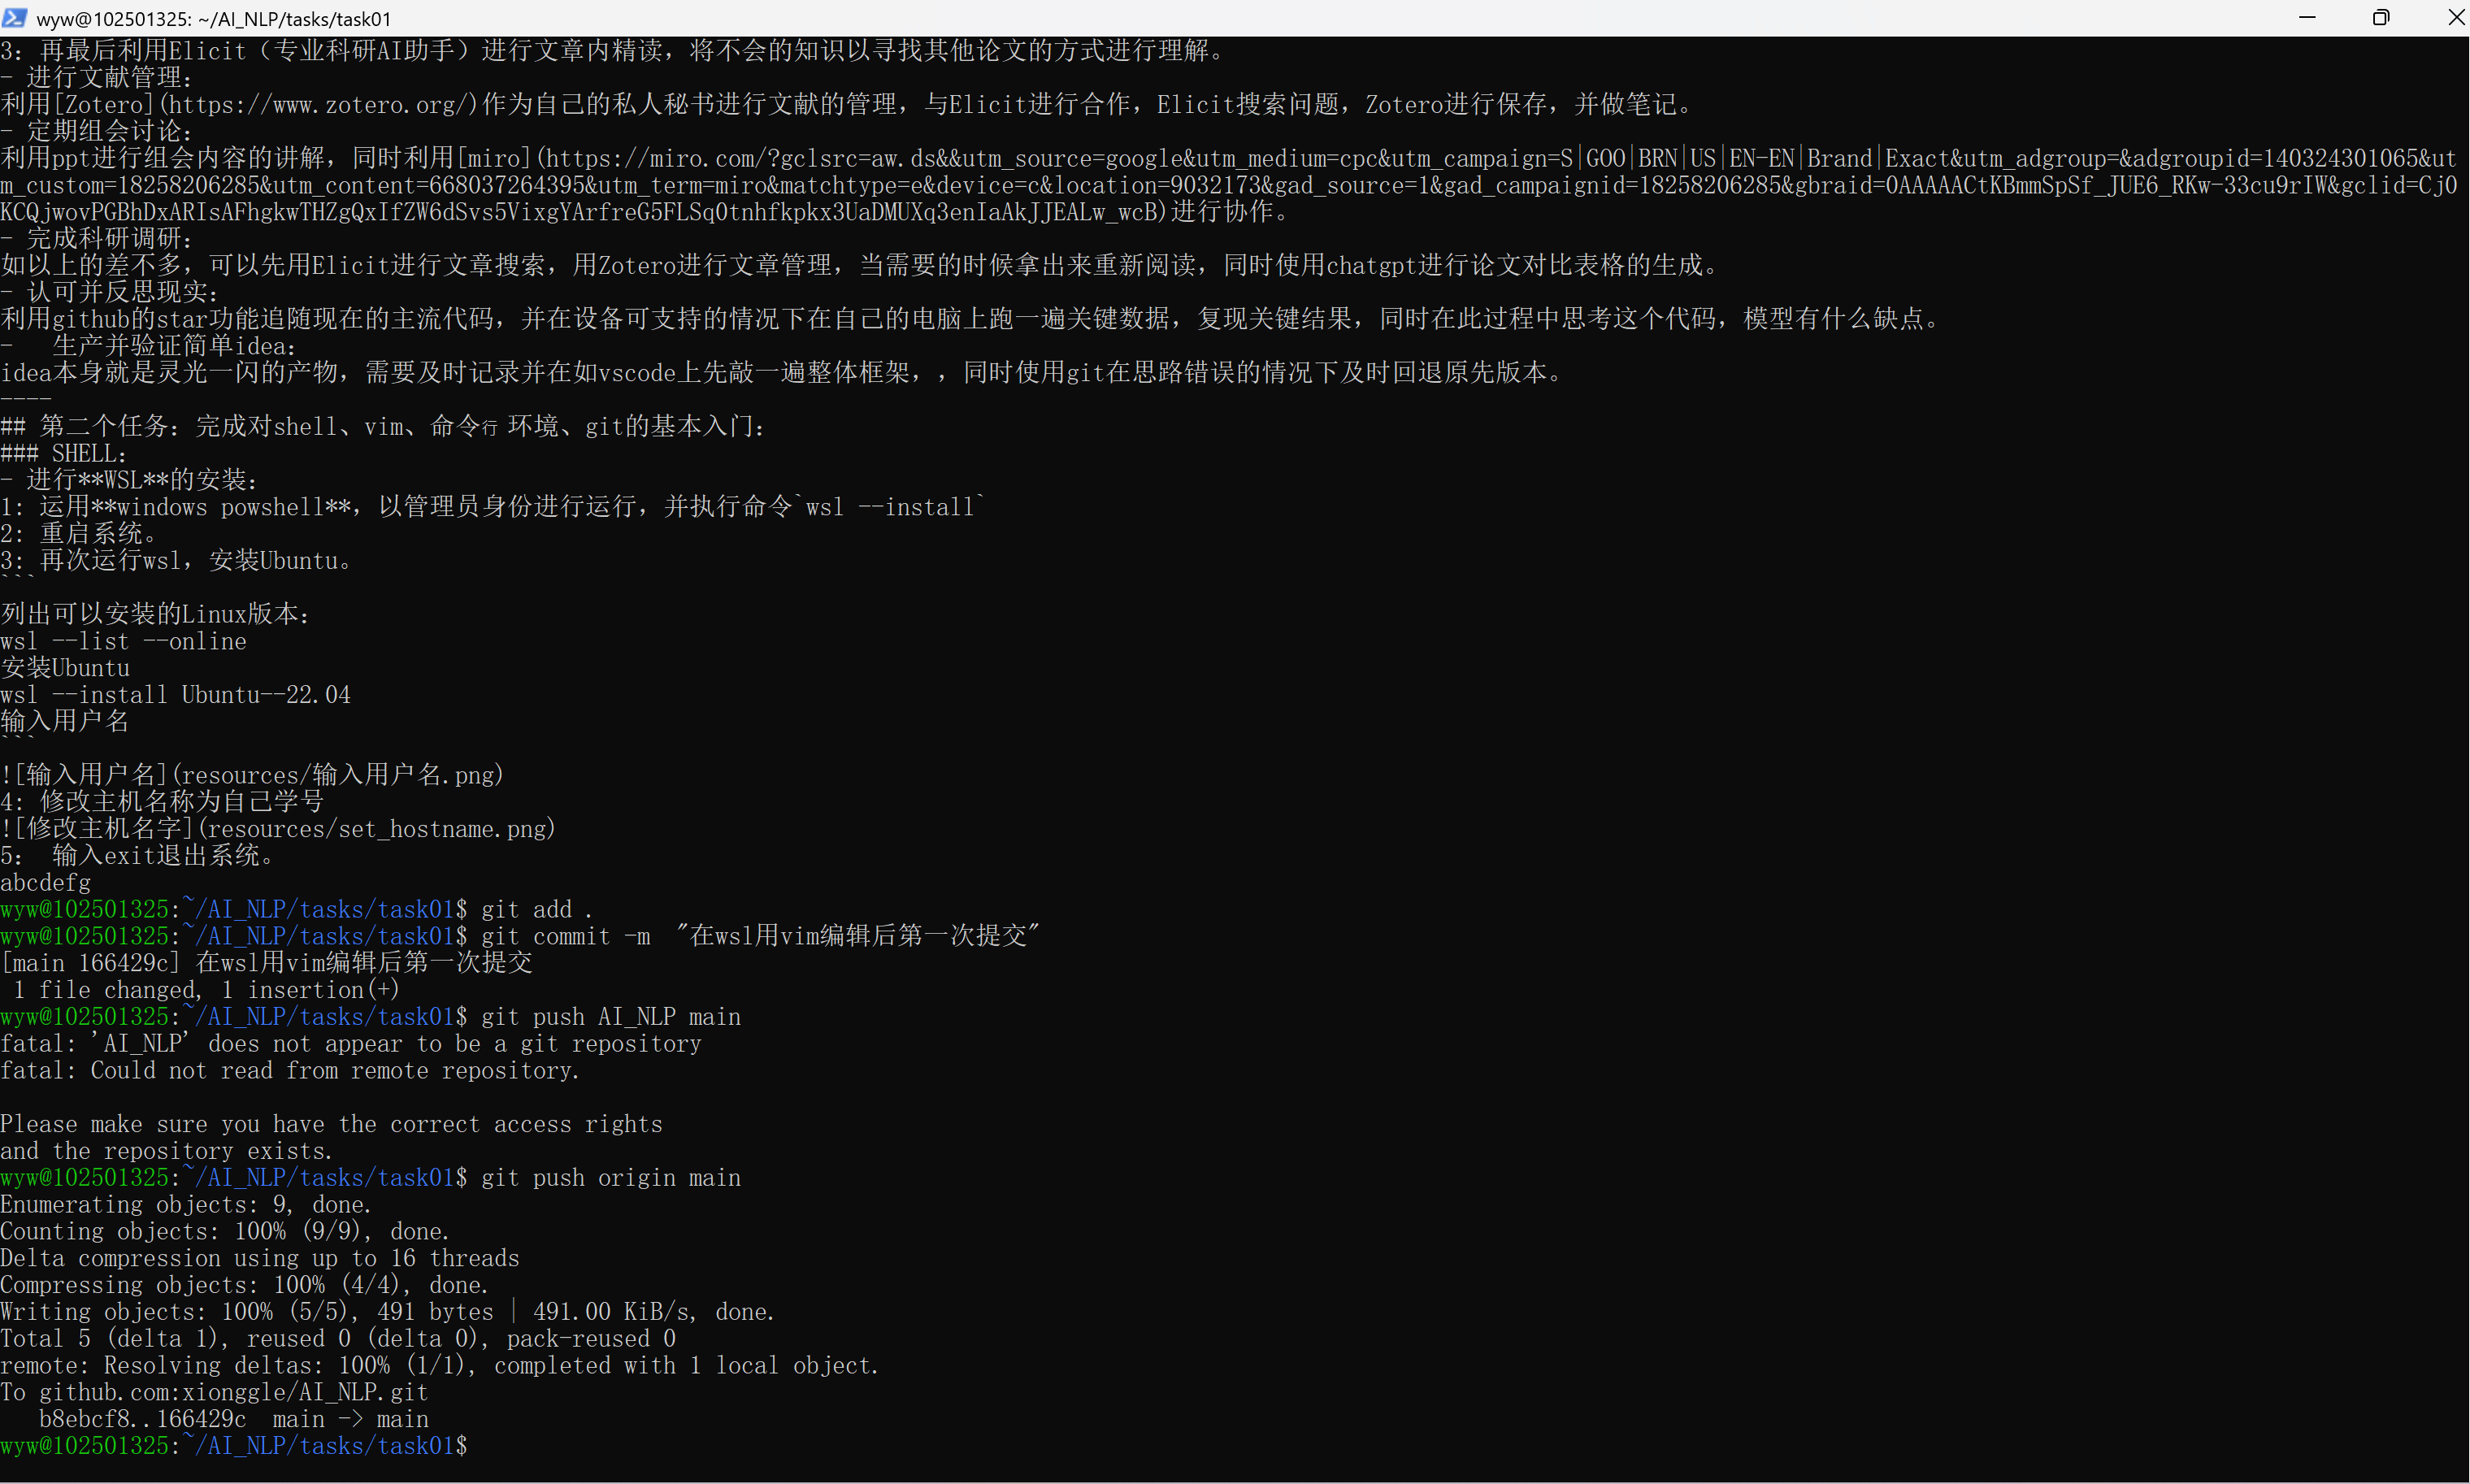 wyw@102501325: ~/AI_NLP/tasks/task01
3：再最后利用Elicit（专业科研AI助手）进行文章内精读，将不会的知识以寻找其他论文的方式进行理解。
- 进行文献管理：
利用[Zotero](https://www.zotero.org/)作为自己的私人秘书进行文献的管理，与Elicit进行合作，Elicit搜索问题，Zotero进行保存，并做笔记。
- 定期组会讨论：
利用ppt进行组会内容的讲解，同时利用[miro](https://miro.com/?gclsrc=aw.ds&&utm_source=google&utm_medium=cpc&utm_campaign=S|GOO|BRN|US|EN-EN|Brand|Exact&utm_adgroup=&adgroupid=140324301065&ut
m_custom=18258206285&utm_content=668037264395&utm_term=miro&matchtype=e&device=c&location=9032173&gad_source=1&gad_campaignid=18258206285&gbraid=0AAAAACtKBmmSpSf_JUE6_RKw-33cu9rIW&gclid=Cj0
KCQjwovPGBhDxARIsAFhgkwTHZgQxIfZW6dSvs5VixgYArfreG5FLSq0tnhfkpkx3UaDMUXq3enIaAkJJEALw_wcB)进行协作。
- 完成科研调研：
如以上的差不多，可以先用Elicit进行文章搜索，用Zotero进行文章管理，当需要的时候拿出来重新阅读，同时使用chatgpt进行论文对比表格的生成。
- 认可并反思现实：
利用github的star功能追随现在的主流代码，并在设备可支持的情况下在自己的电脑上跑一遍关键数据，复现关键结果，同时在此过程中思考这个代码，模型有什么缺点。
-   生产并验证简单idea：
idea本身就是灵光一闪的产物，需要及时记录并在如vscode上先敲一遍整体框架，，同时使用git在思路错误的情况下及时回退原先版本。
----
## 第二个任务：完成对shell、vim、命令行 环境、git的基本入门：
### SHELL：
- 进行**WSL**的安装：
1：运用**windows powshell**，以管理员身份进行运行，并执行命令`wsl --install`
2：重启系统。
3：再次运行wsl，安装Ubuntu。
```
列出可以安装的Linux版本：
wsl --list --online
安装Ubuntu
wsl --install Ubuntu--22.04
输入用户名
```
![输入用户名](resources/输入用户名.png)
4：修改主机名称为自己学号
![修改主机名字](resources/set_hostname.png)
5： 输入exit退出系统。
abcdefg
wyw@102501325:~/AI_NLP/tasks/task01$ git add .
wyw@102501325:~/AI_NLP/tasks/task01$ git commit -m  "在wsl用vim编辑后第一次提交"
[main 166429c] 在wsl用vim编辑后第一次提交
 1 file changed, 1 insertion(+)
wyw@102501325:~/AI_NLP/tasks/task01$ git push AI_NLP main
fatal: 'AI_NLP' does not appear to be a git repository
fatal: Could not read from remote repository.

Please make sure you have the correct access rights
and the repository exists.
wyw@102501325:~/AI_NLP/tasks/task01$ git push origin main
Enumerating objects: 9, done.
Counting objects: 100% (9/9), done.
Delta compression using up to 16 threads
Compressing objects: 100% (4/4), done.
Writing objects: 100% (5/5), 491 bytes | 491.00 KiB/s, done.
Total 5 (delta 1), reused 0 (delta 0), pack-reused 0
remote: Resolving deltas: 100% (1/1), completed with 1 local object.
To github.com:xionggle/AI_NLP.git
   b8ebcf8..166429c  main -> main
wyw@102501325:~/AI_NLP/tasks/task01$